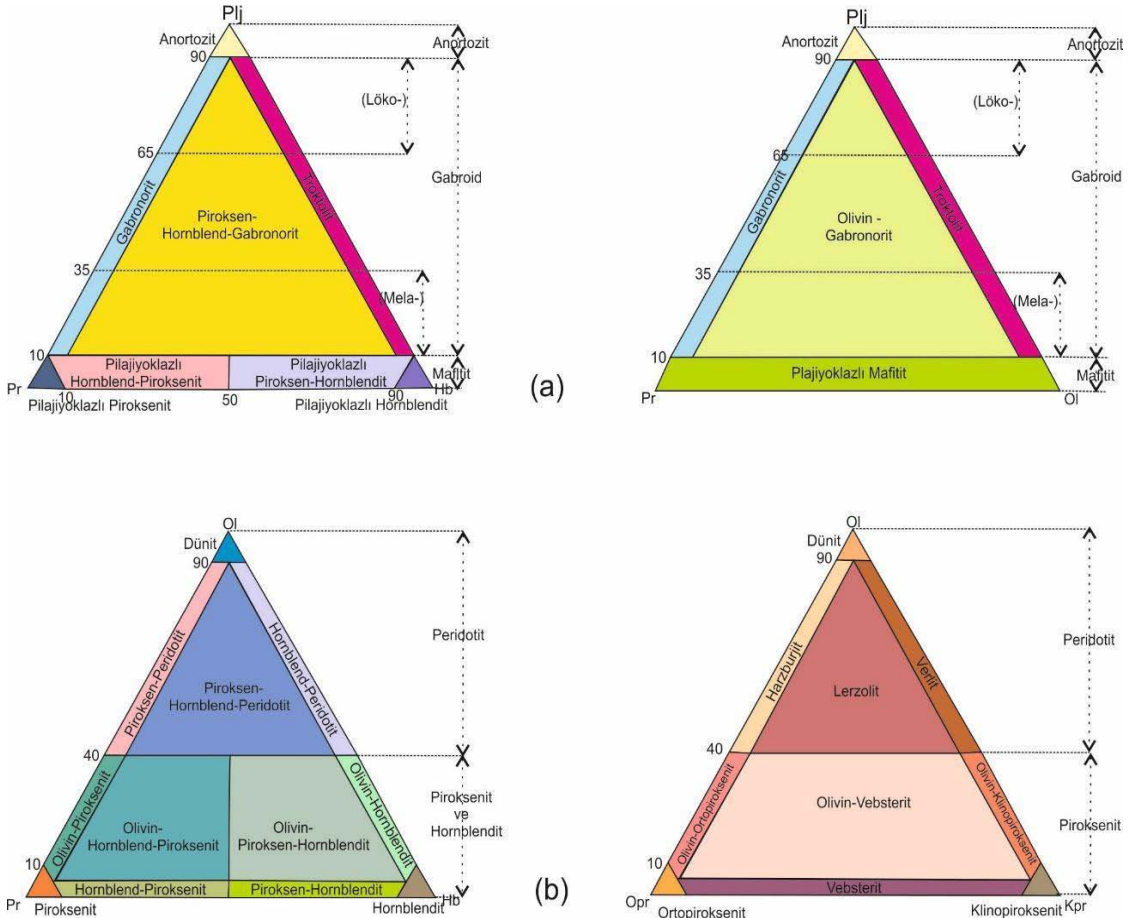 Plj
Anortozit
90
Anortozit
(Löko-)
65
Gabroid
Gabronorit
Troktolit
Piroksen-
Hornblend-Gabronorit
35
(Mela-)
10
Pilajiyoklazlı
Hornblend-Piroksenit
Pilajiyoklazlı
Piroksen-Hornblendit
Mafitit
Pr
10
50
90
Hb
Pilajiyoklazlı Piroksenit
Pilajiyoklazlı Hornblendit
Plj
Anortozit
90
Anortozit
(Löko-)
65
Gabroid
Gabronorit
Troktolit
Olivin -
Gabronorit
35
(Mela-)
10
Plajiyoklazlı Mafitit
Mafitit
Pr
Ol
(a)
Ol
Dünit
90
Peridotit
Piroksen-Peridotit
Hornblend-Peridotit
Piroksen-
Hornblend-Peridotit
40
Olivin-Piroksenit
Olivin-Hornblendit
Olivin-
Hornblend-Piroksenit
Olivin-
Piroksen-Hornblendit
Piroksenit
ve
Hornblendit
10
Hornblend-Piroksenit
Piroksen-Hornblendit
Pr
Piroksenit
Hornblendit
Hb
Ol
Dünit
90
Peridotit
Harzburjit
Verlit
Lerzolit
40
Olivin-Ortopiroksenit
Olivin-Klinopiroksenit
Olivin-Vebsterit
Piroksenit
10
Vebsterit
Opr
Ortopiroksenit
Klinopiroksenit
Kpr
(b)